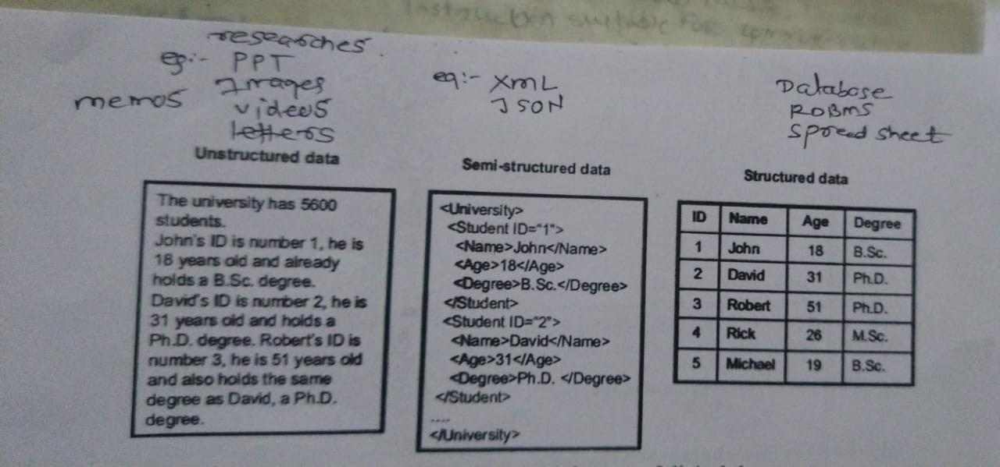 Instruction suitable for
researches.
eg:- PPT
Images
memos
videos
letters
eq:- XML
JSON
Database
RDBMS
Spread sheet
Unstructured data
The university has 5600
students.
John's ID is number 1, he is
18 years old and already
holds a B.Sc. degree.
David's ID is number 2, he is
31 years old and holds a
Ph.D. degree. Robert's ID is
number 3, he is 51 years old
and also holds the same
degree as David, a Ph.D.
degree.
Semi-structured data
<University>
<Student ID="1">
<Name>John</Name>
<Age>18</Age>
<Degree>B.Sc.</Degree>
</Student>
<Student ID="2">
<Name>David</Name>
<Age>31</Age>
<Degree>Ph.D. </Degree>
</Student>
....
</University>
Structured data
ID Name Age Degree
1 John 18 B.Sc.
2 David 31 Ph.D.
3 Robert 51 Ph.D.
4 Rick 26 M.Sc.
5 Michael 19 B.Sc.